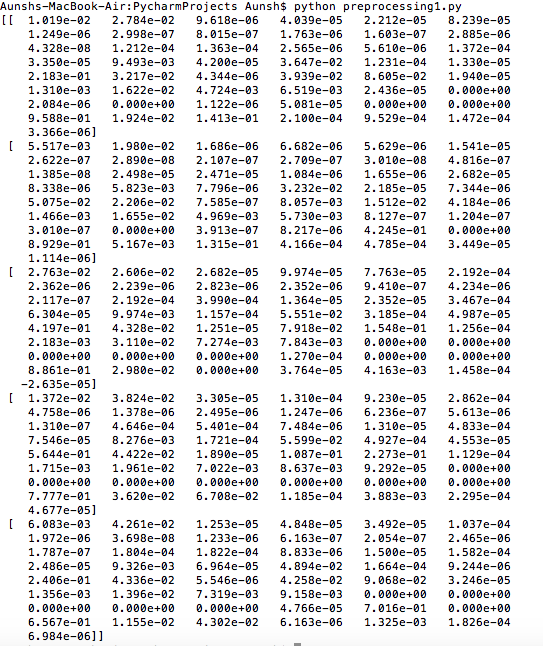 Aunshs-MacBook-Air:PycharmProjects Aunsh$ python preprocessing1.py
[[  1.019e-02   2.784e-02   9.618e-06   4.039e-05   2.212e-05   8.239e-05
    1.249e-06   2.998e-07   8.015e-07   1.763e-06   1.603e-07   2.885e-06
    4.328e-08   1.212e-04   1.363e-04   2.565e-06   5.610e-06   1.372e-04
    3.350e-05   9.493e-03   4.200e-05   3.647e-02   1.231e-04   1.330e-05
    2.183e-01   3.217e-02   4.344e-06   3.939e-02   8.605e-02   1.940e-05
    1.310e-03   1.622e-02   4.724e-03   6.519e-03   2.436e-05   0.000e+00
    2.084e-06   0.000e+00   1.122e-06   5.081e-05   0.000e+00   0.000e+00
    9.588e-01   1.924e-02   1.413e-01   2.100e-04   9.529e-04   1.472e-04
    3.366e-06]
 [  5.517e-03   1.980e-02   1.686e-06   6.682e-06   5.629e-06   1.541e-05
    2.622e-07   2.890e-08   2.107e-07   2.709e-07   3.010e-08   4.816e-07
    1.385e-08   2.498e-05   2.471e-05   1.084e-06   1.655e-06   2.682e-05
    8.338e-06   5.823e-03   7.796e-06   3.232e-02   2.185e-05   7.344e-06
    5.075e-02   2.206e-02   7.585e-07   8.057e-03   1.512e-02   4.184e-06
    1.466e-03   1.655e-02   4.969e-03   5.730e-03   8.127e-06   1.204e-07
    3.010e-07   0.000e+00   3.913e-07   8.217e-06   4.245e-01   0.000e+00
    8.929e-01   5.167e-03   1.315e-01   4.166e-04   4.785e-04   3.449e-05
    1.114e-06]
 [  2.763e-02   2.606e-02   2.682e-05   9.974e-05   7.763e-05   2.192e-04
    2.362e-06   2.239e-06   2.823e-06   2.352e-06   9.410e-07   4.234e-06
    2.117e-07   2.192e-04   3.990e-04   1.364e-05   2.352e-05   3.467e-04
    6.304e-05   9.974e-03   1.157e-04   5.551e-02   3.185e-04   4.987e-05
    4.197e-01   4.328e-02   1.251e-05   7.918e-02   1.548e-01   1.256e-04
    2.183e-03   3.110e-02   7.274e-03   7.843e-03   0.000e+00   0.000e+00
    0.000e+00   0.000e+00   0.000e+00   1.270e-04   0.000e+00   0.000e+00
    8.861e-01   2.980e-02   0.000e+00   3.764e-05   4.163e-03   1.458e-04
   -2.635e-05]
 [  1.372e-02   3.824e-02   3.305e-05   1.310e-04   9.230e-05   2.862e-04
    4.758e-06   1.378e-06   2.495e-06   1.247e-06   6.236e-07   5.613e-06
    1.310e-07   4.646e-04   5.401e-04   7.484e-06   1.310e-05   4.833e-04
    7.546e-05   8.276e-03   1.721e-04   5.599e-02   4.927e-04   4.553e-05
    5.644e-01   4.422e-02   1.890e-05   1.087e-01   2.273e-01   1.129e-04
    1.715e-03   1.961e-02   7.022e-03   8.637e-03   9.292e-05   0.000e+00
    0.000e+00   0.000e+00   0.000e+00   0.000e+00   0.000e+00   0.000e+00
    7.777e-01   3.620e-02   6.708e-02   1.185e-04   3.883e-03   2.295e-04
    4.677e-05]
 [  6.083e-03   4.261e-02   1.253e-05   4.848e-05   3.492e-05   1.037e-04
    1.972e-06   3.698e-08   1.233e-06   6.163e-07   2.054e-07   2.465e-06
    1.787e-07   1.804e-04   1.822e-04   8.833e-06   1.500e-05   1.582e-04
    2.486e-05   9.326e-03   6.964e-05   4.894e-02   1.664e-04   9.244e-06
    2.406e-01   4.336e-02   5.546e-06   4.258e-02   9.068e-02   3.246e-05
    1.356e-03   1.396e-02   7.319e-03   9.158e-03   0.000e+00   0.000e+00
    0.000e+00   0.000e+00   0.000e+00   4.766e-05   7.016e-01   0.000e+00
    6.567e-01   1.155e-02   4.302e-02   6.163e-06   1.325e-03   1.826e-04
    6.984e-06]]